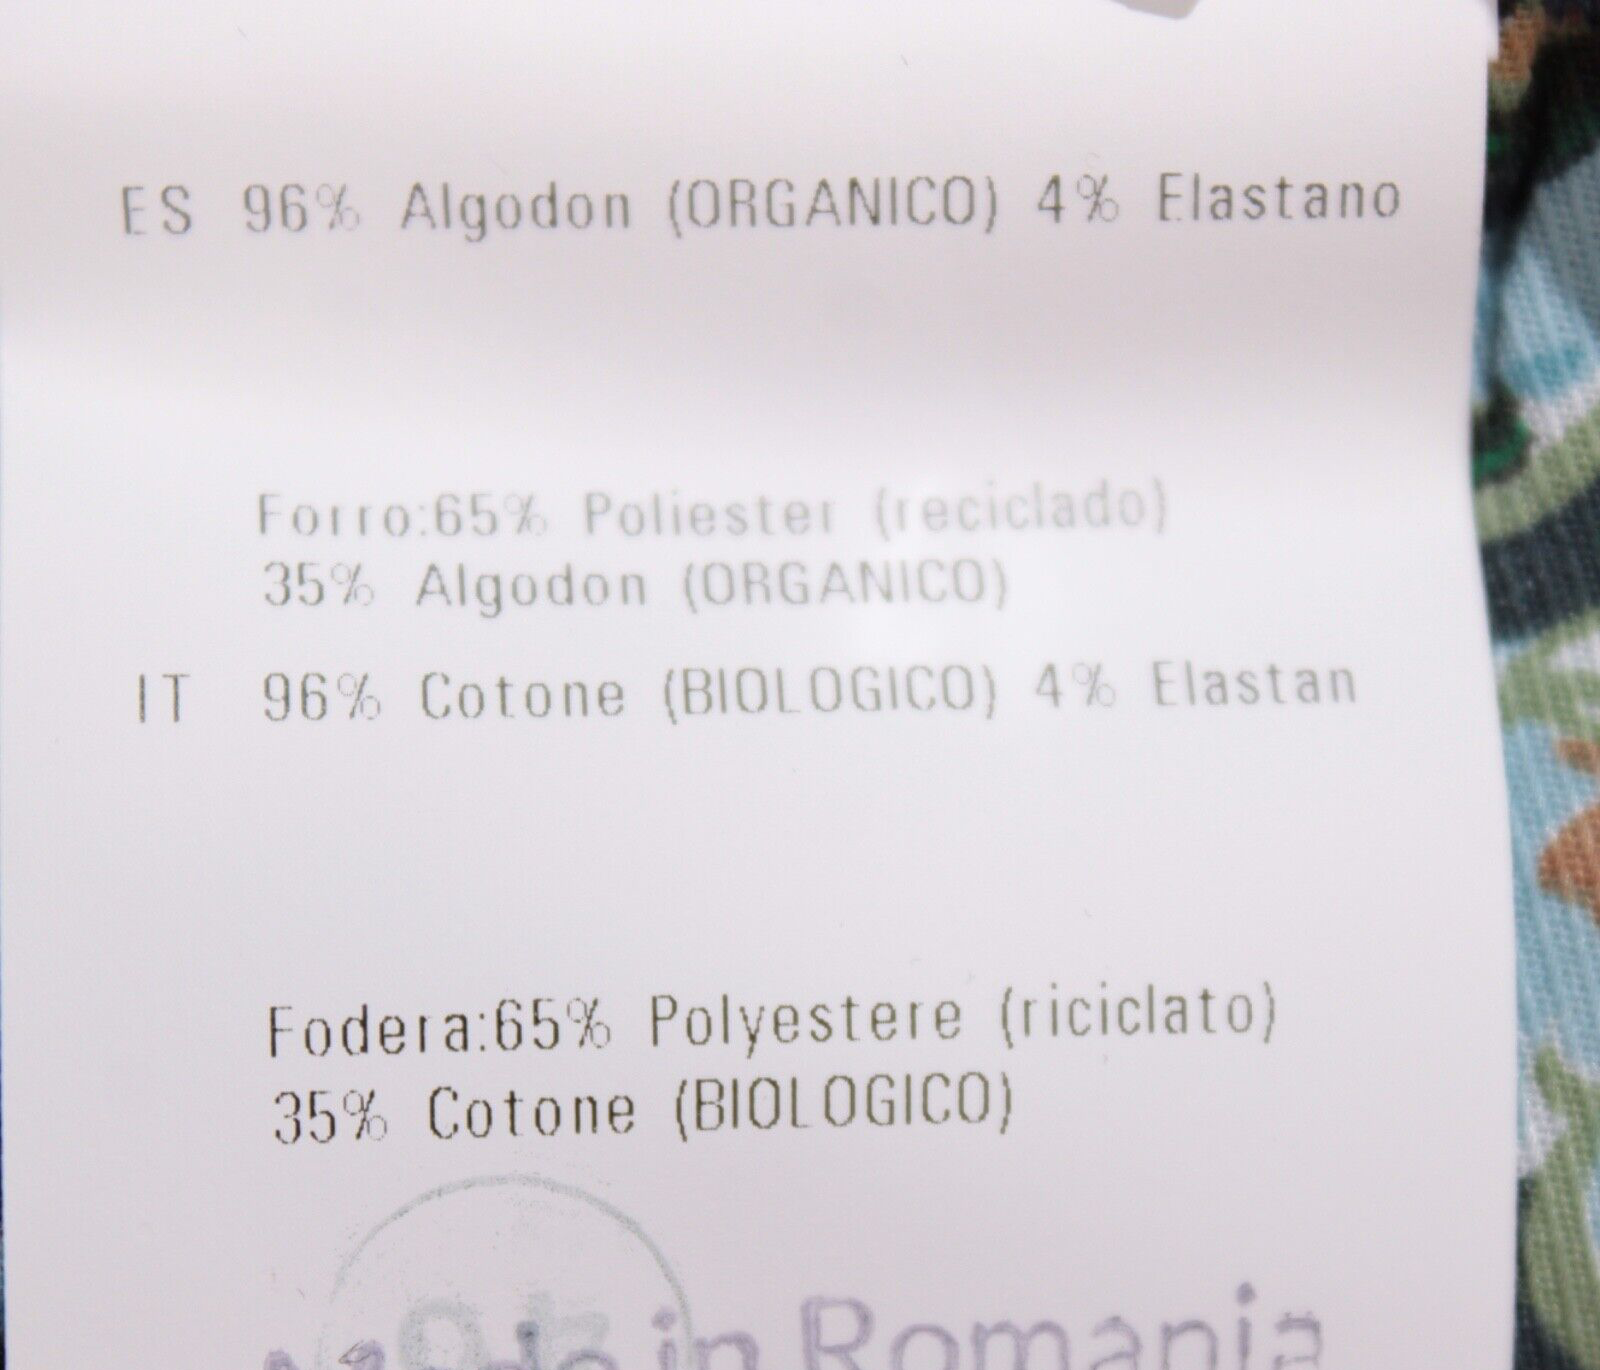 ES 96% Algodon (ORGANICO) 4% Elastano
Forro:65% Poliester (reciclado)
35% Algodon (ORGANICO)
IT 96% Cotone (BIOLOGICO) 4% Elastan
Fodera:65% Polyestere (riciclato)
35% Cotone (BIOLOGICO)
Made in Romania